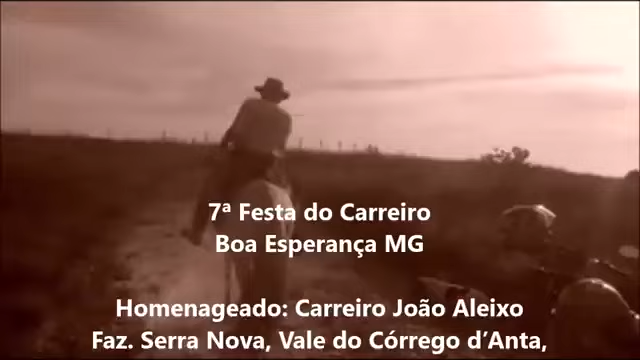 7ª Festa do Carreiro
Boa Esperança MG
Homenageado: Carreiro João Aleixo
Faz. Serra Nova, Vale do Córrego d’Anta,